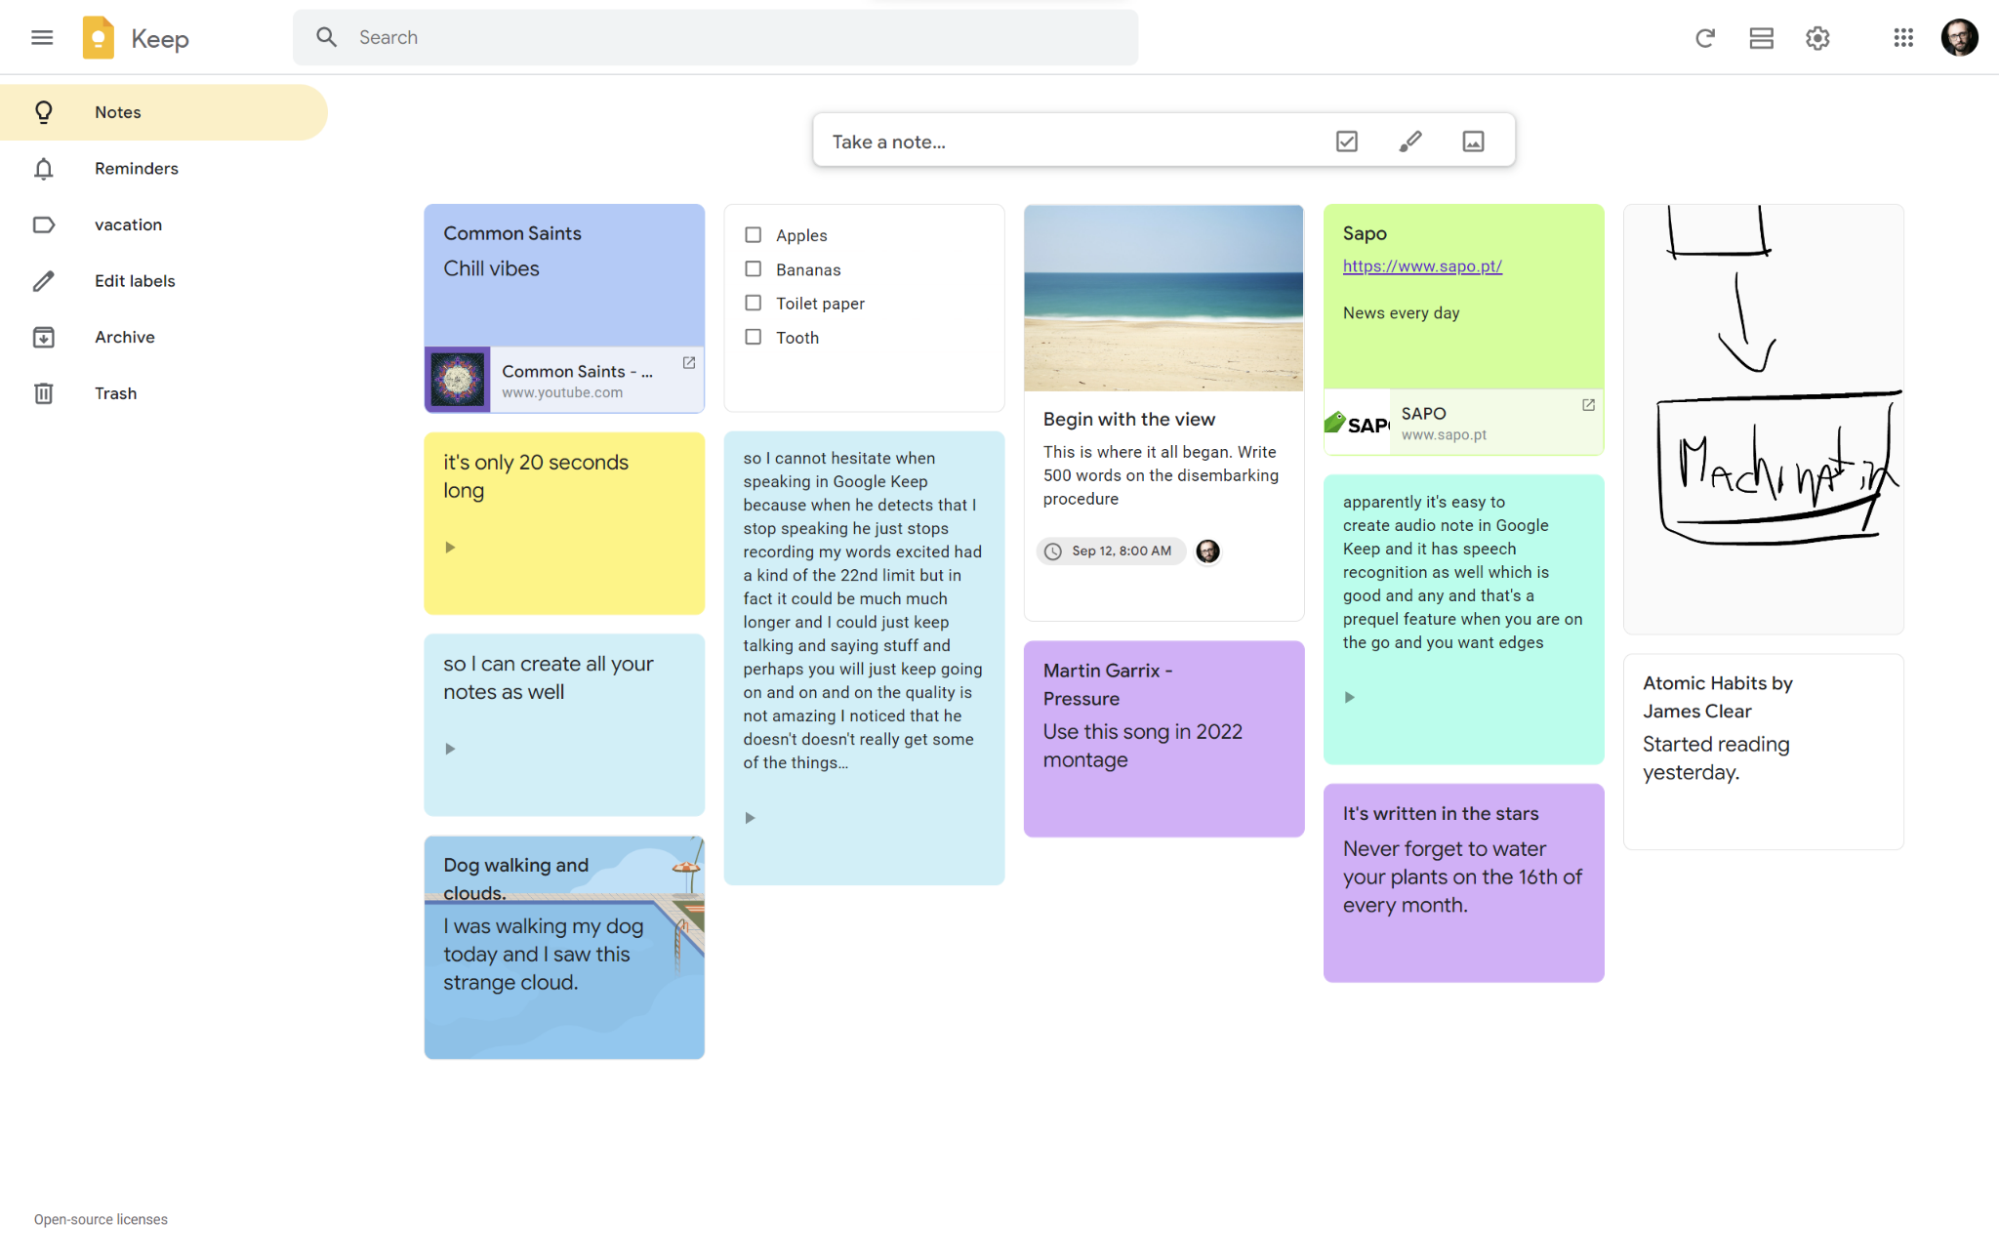 Keep
Search
Notes
Reminders
vacation
Edit labels
Archive
Trash
Take a note...
Common Saints
Chill vibes
Common Saints - ...
www.youtube.com
it's only 20 seconds
long
so I can create all your
notes as well
Dog walking and
clouds.
I was walking my dog
today and I saw this
strange cloud.
Apples
Bananas
Toilet paper
Tooth
so I cannot hesitate when
speaking in Google Keep
because when he detects that I
stop speaking he just stops
recording my words excited had
a kind of the 22nd limit but in
fact it could be much much
longer and I could just keep
talking and saying stuff and
perhaps you will just keep going
on and on and on the quality is
not amazing I noticed that he
doesn't doesn't really get some
of the things...
Begin with the view
This is where it all began. Write
500 words on the disembarking
procedure
Sep 12, 8:00 AM
Martin Garrix -
Pressure
Use this song in 2022
montage
Sapo
https://www.sapo.pt/
News every day
SAPO
SAPO
www.sapo.pt
apparently it's easy to
create audio note in Google
Keep and it has speech
recognition as well which is
good and any and that's a
prequel feature when you are on
the go and you want edges
It's written in the stars
Never forget to water
your plants on the 16th of
every month.
Machination
Atomic Habits by
James Clear
Started reading
yesterday.
Open-source licenses